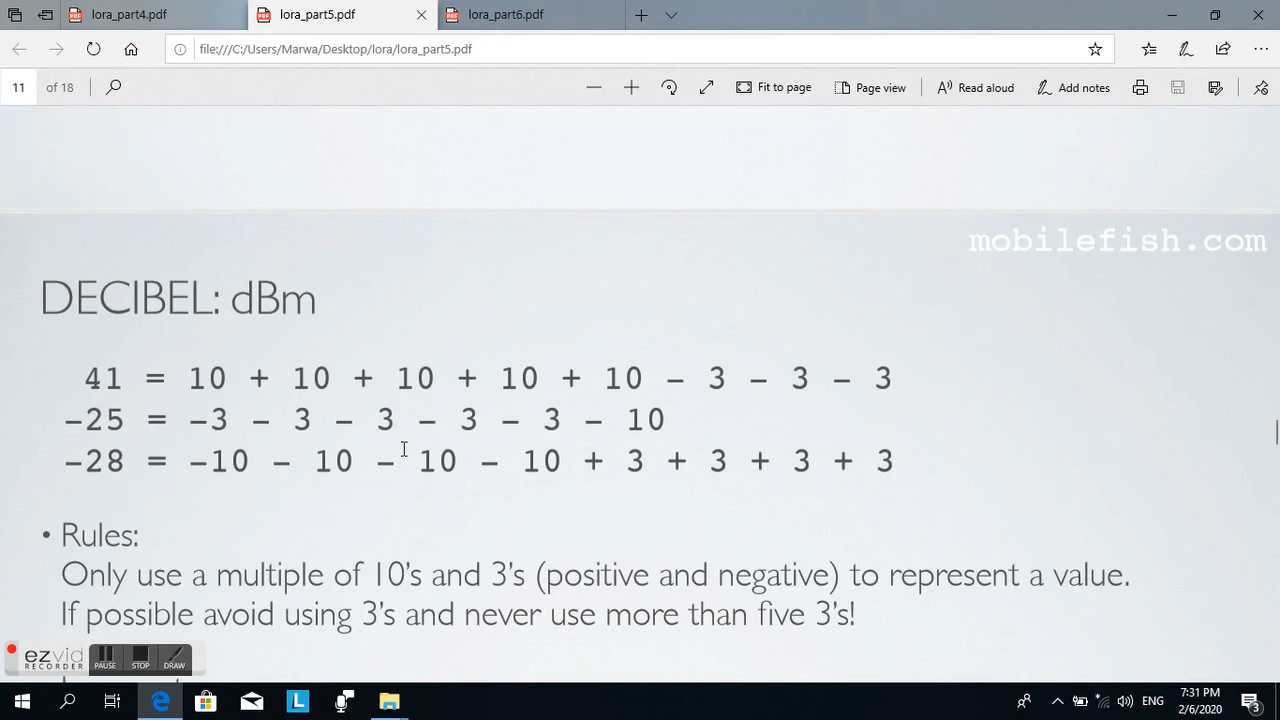 lora_part4.pdf
lora_part5.pdf
lora_part6.pdf
file:///C:/Users/Marwa/Desktop/lora/lora_part5.pdf
11 of 18
Fit to page
Page view
Read aloud
Add notes
mobilefish.com
DECIBEL: dBm
41 = 10 + 10 + 10 + 10 + 10 − 3 − 3 − 3
−25 = −3 − 3 − 3 − 3 − 3 − 10
−28 = −10 − 10 − 10 − 10 + 3 + 3 + 3 + 3
• Rules:
Only use a multiple of 10's and 3's (positive and negative) to represent a value.
If possible avoid using 3's and never use more than five 3's!
ezvid
RECORDER
PAUSE
STOP
DRAW
L
ENG
7:31 PM
2/6/2020
3